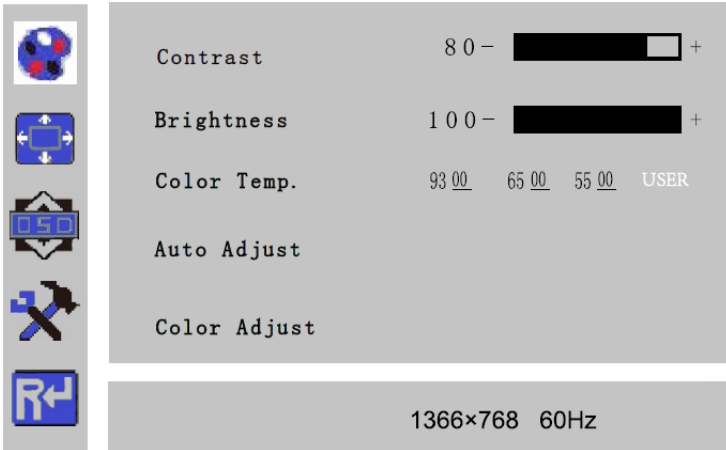 Contrast 80- +
Brightness 100- +
Color Temp. 9300 6500 5500 USER
OSD
Auto Adjust
Color Adjust
R
1366×768 60Hz